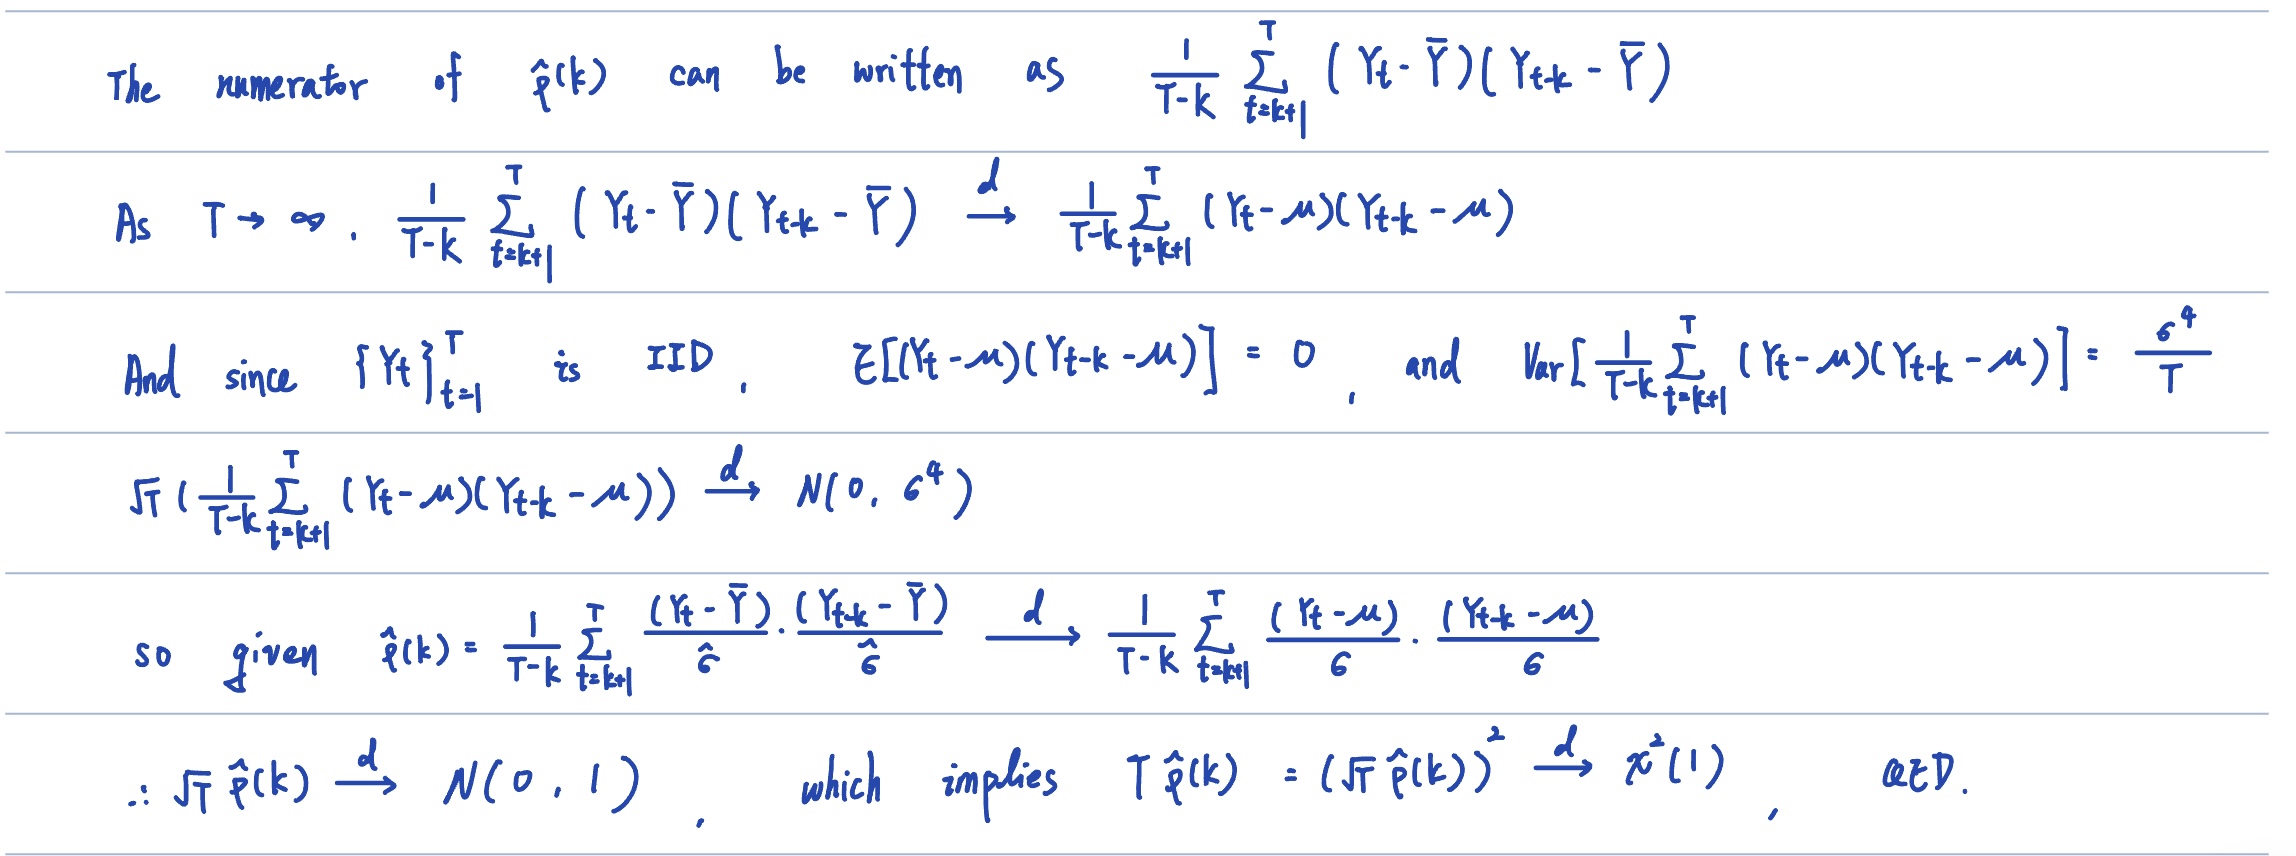 The numerator of ρ̂(k) can be written as $\frac{1}{T-k} \sum_{t=k+1}^{T} (Y_t - \bar{Y})(Y_{t-k} - \bar{Y})$
As T → ∞, $\frac{1}{T-k} \sum_{t=k+1}^{T} (Y_t - \bar{Y})(Y_{t-k} - \bar{Y}) \xrightarrow{d} \frac{1}{T-k} \sum_{t=k+1}^{T} (Y_t - \mu)(Y_{t-k} - \mu)$
And since $\{Y_t\}_{t=1}^{T}$ is IID, $E[(Y_t - \mu)(Y_{t-k} - \mu)] = 0$, and $Var[\frac{1}{T-k} \sum_{t=k+1}^{T} (Y_t - \mu)(Y_{t-k} - \mu)] = \frac{\sigma^4}{T}$
$\sqrt{T} (\frac{1}{T-k} \sum_{t=k+1}^{T} (Y_t - \mu)(Y_{t-k} - \mu)) \xrightarrow{d} N(0, \sigma^4)$
so given $\hat{\rho}(k) = \frac{1}{T-k} \sum_{t=k+1}^{T} \frac{(Y_t - \bar{Y})}{\hat{\sigma}} \cdot \frac{(Y_{t-k} - \bar{Y})}{\hat{\sigma}} \xrightarrow{d} \frac{1}{T-k} \sum_{t=k+1}^{T} \frac{(Y_t - \mu)}{\sigma} \cdot \frac{(Y_{t-k} - \mu)}{\sigma}$
∴ $\sqrt{T} \hat{\rho}(k) \xrightarrow{d} N(0, 1)$, which implies $T \hat{\rho}(k) = (\sqrt{T} \hat{\rho}(k))^2 \xrightarrow{d} \chi^2(1)$, QED.